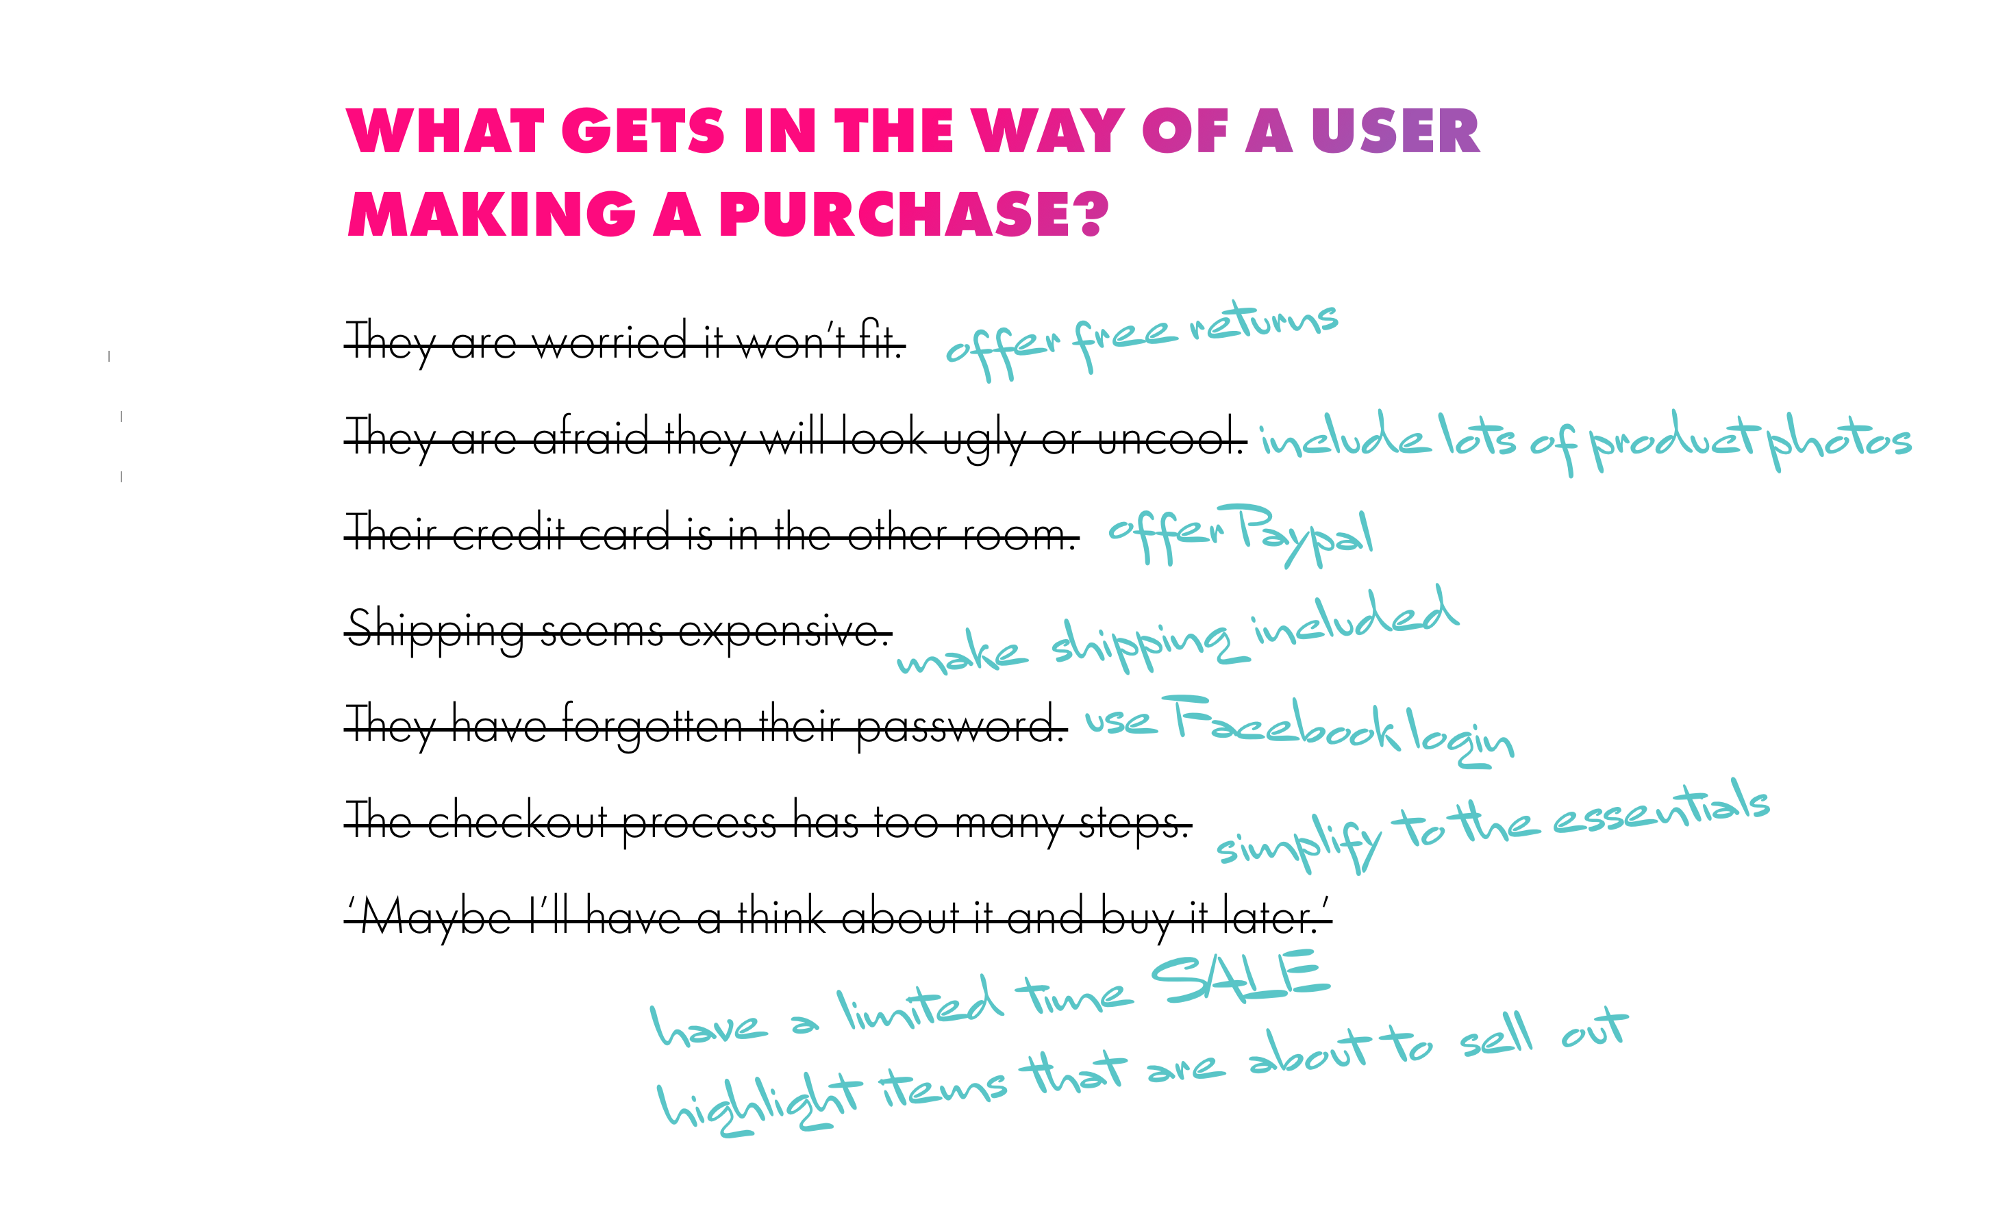 WHAT GETS IN THE WAY OF A USER
MAKING A PURCHASE?
They are worried it won't fit. offer free returns
They are afraid they will look ugly or uncool. include lots of product photos
Their credit card is in the other room. offer Paypal
Shipping seems expensive. make shipping included
They have forgotten their password. use Facebook login
The checkout process has too many steps. simplify to the essentials
'Maybe I'll have a think about it and buy it later.'
have a limited time SALE
highlight items that are about to sell out